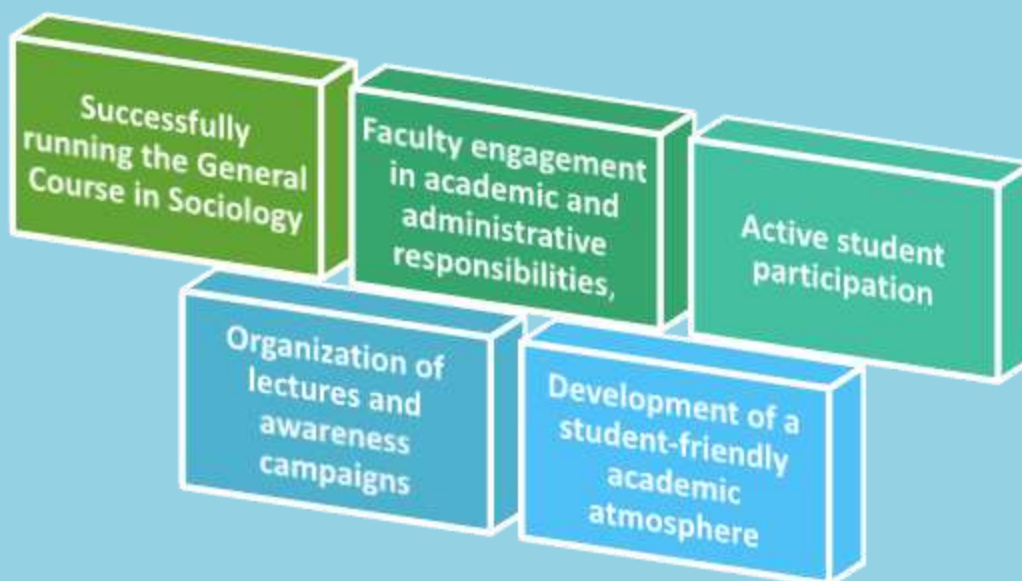 Successfully
running the General
Course in Sociology
Faculty engagement
in academic and
administrative
responsibilities,
Active student
participation
Organization of
lectures and
awareness
campaigns
Development of a
student-friendly
academic
atmosphere